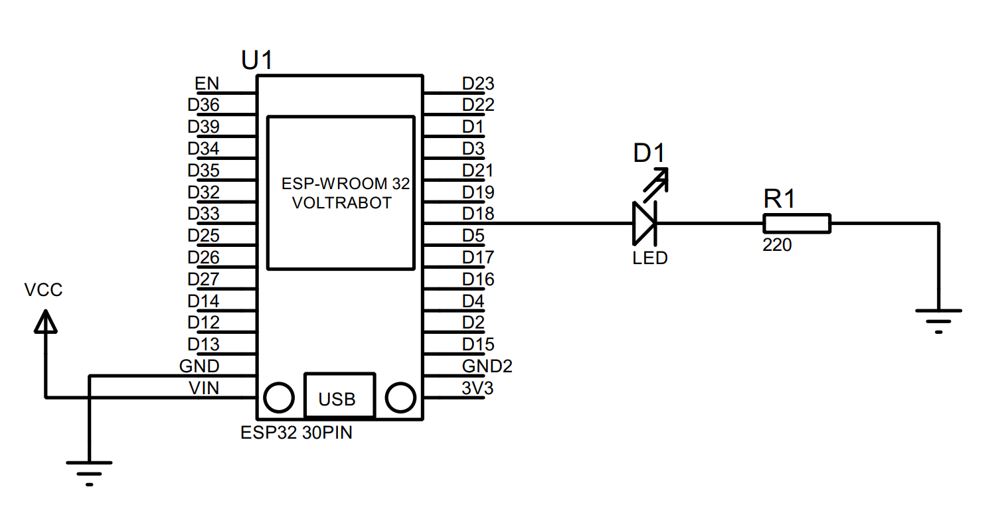 U1
EN
D36
D39
D34
D35
D32
D33
D25
D26
D27
D14
D12
D13
GND
VIN
VCC
ESP-WROOM 32
VOLTRABOT
USB
ESP32 30PIN
D23
D22
D1
D3
D21
D19
D18
D5
D17
D16
D4
D2
D15
GND2
3V3
D1
LED
R1
220